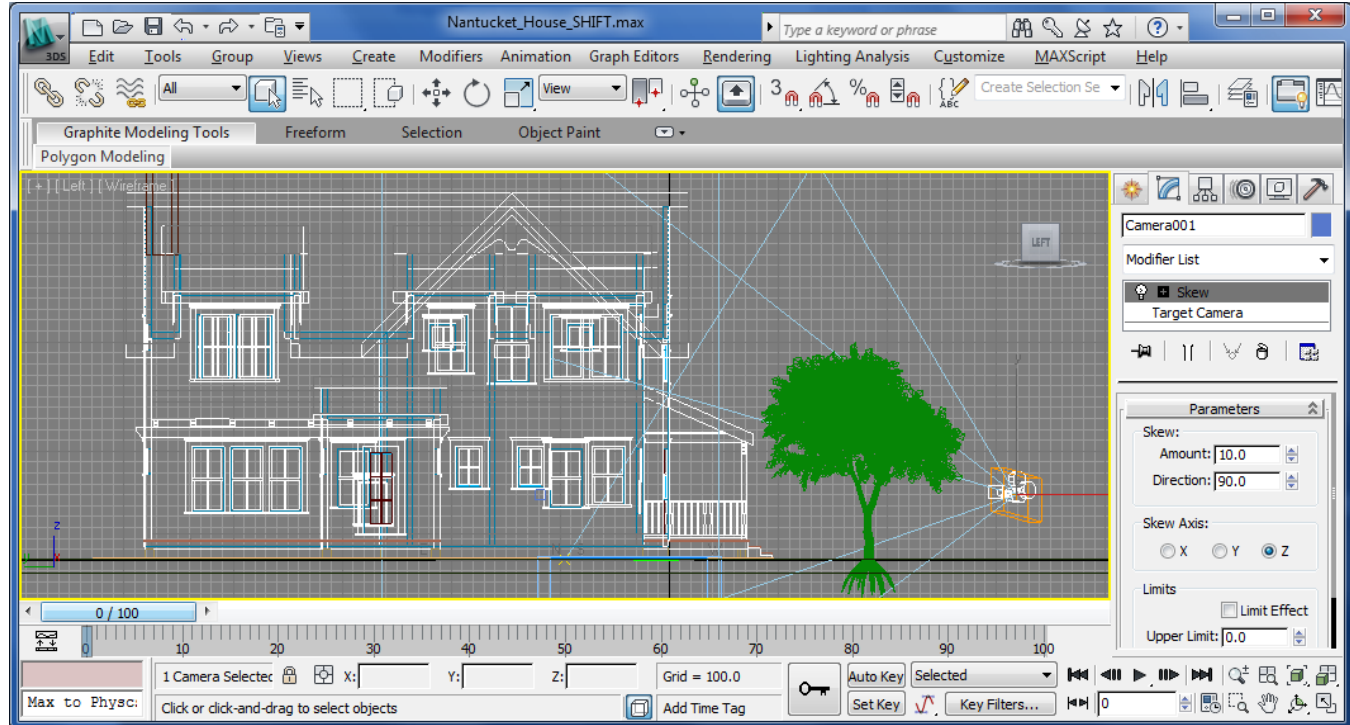 Nantucket_House_SHIFT.max
Type a keyword or phrase
3DS Edit Tools Group Views Create Modifiers Animation Graph Editors Rendering Lighting Analysis Customize MAXScript Help
All View 3 % ABC Create Selection Se
Graphite Modeling Tools Freeform Selection Object Paint
Polygon Modeling
[ + ] [ Left ] [ Wireframe ]
LEFT
Camera001
Modifier List
Skew
Target Camera
Parameters
Skew:
Amount: 10.0
Direction: 90.0
Skew Axis:
X Y Z
Limits
Limit Effect
Upper Limit: 0.0
z
y
0 / 100
0 10 20 30 40 50 60 70 80 90 100
1 Camera Selected X: Y: Z: Grid = 100.0 Auto Key Selected
Max to Physc: Click or click-and-drag to select objects Add Time Tag Set Key Key Filters... 0